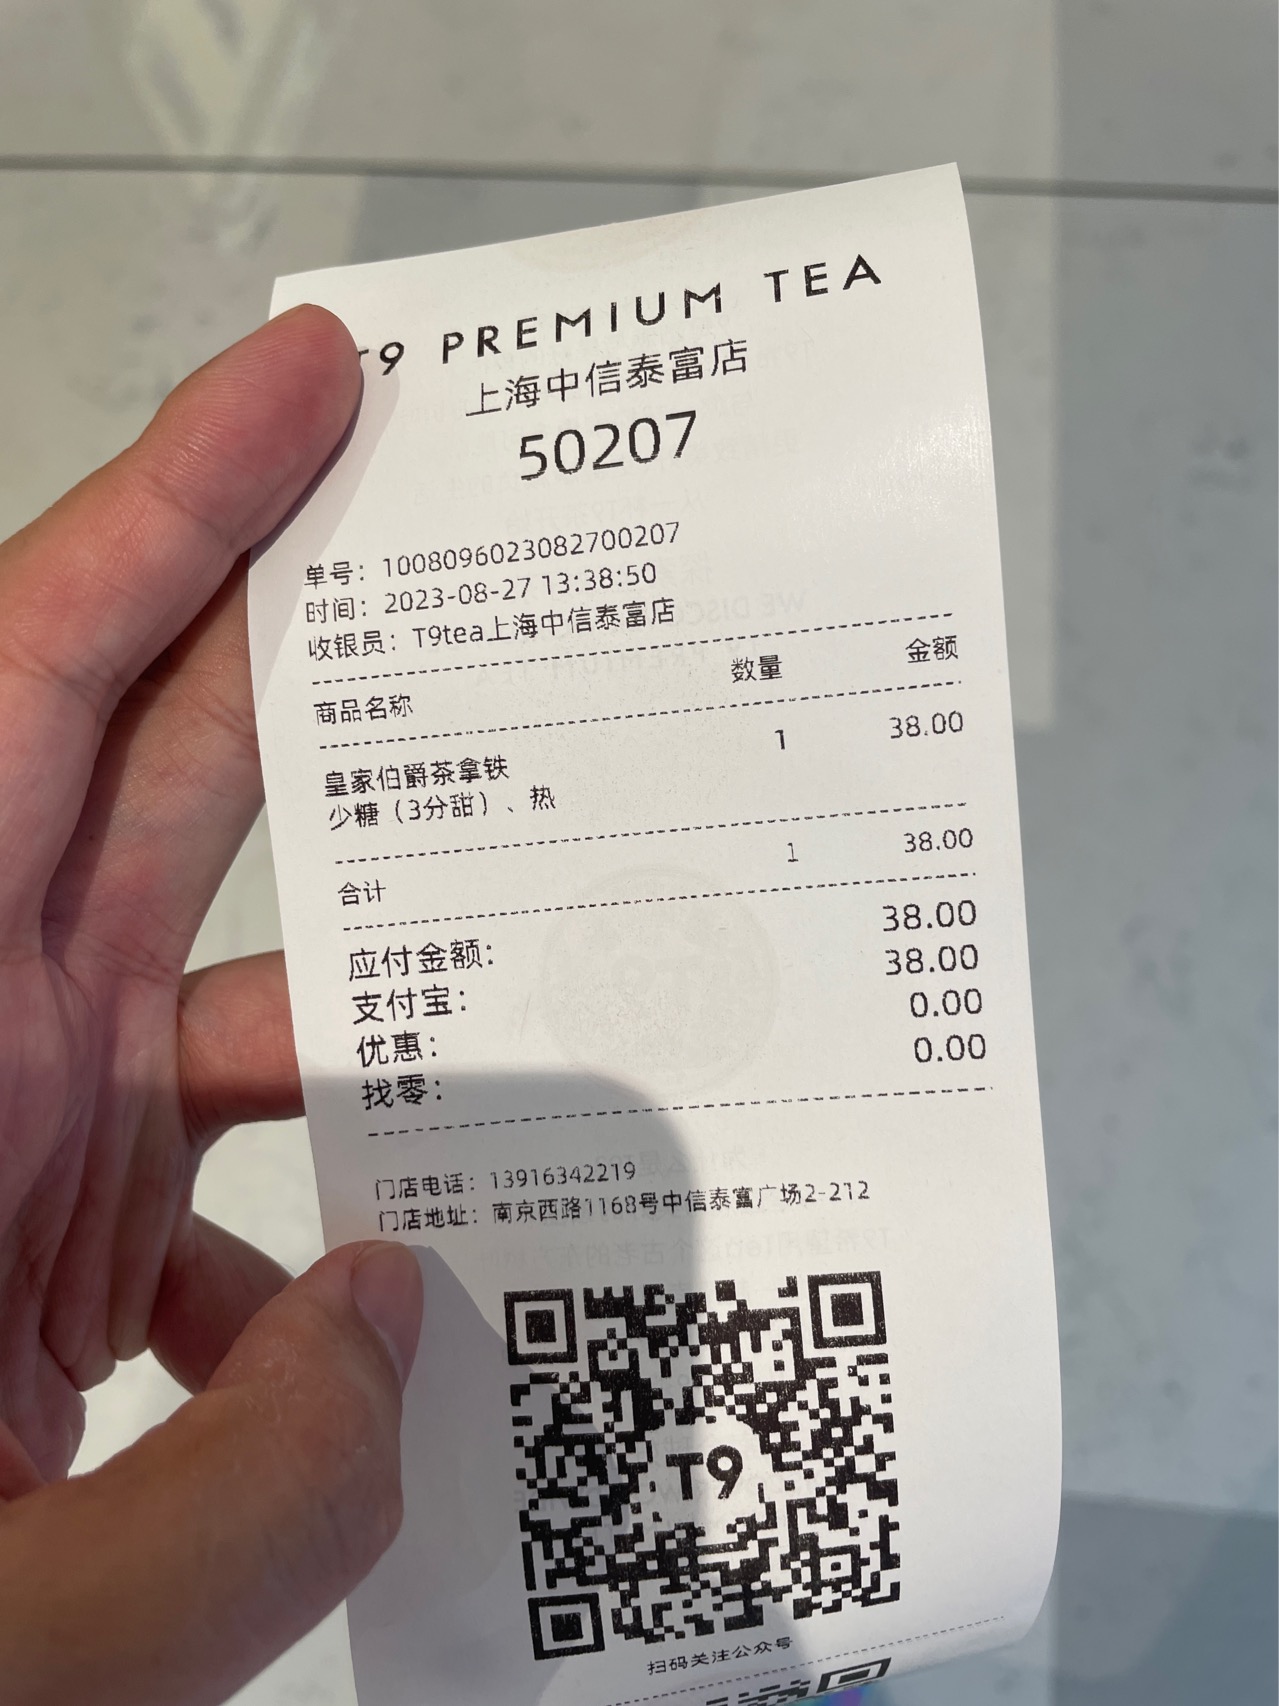 T9 PREMIUM TEA
上海中信泰富店
50207
单号：1008096023082700207
时间：2023-08-27 13:38:50
收银员：T9tea上海中信泰富店
商品名称 数量 金额
皇家伯爵茶拿铁 1 38.00
少糖（3分甜）、热
合计 1 38.00
应付金额： 38.00
支付宝： 38.00
优惠： 0.00
找零： 0.00
门店电话：13916342219
门店地址：南京西路1168号中信泰富广场2-212
T9
扫码关注公众号